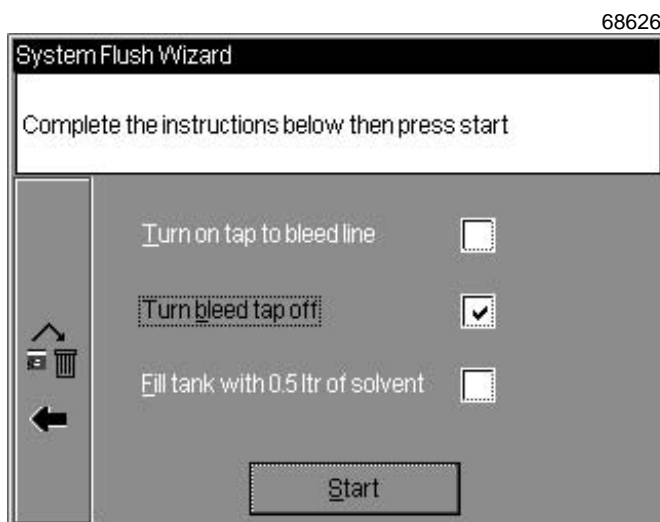 68626
System Flush Wizard
Complete the instructions below then press start
Turn on tap to bleed line
Turn bleed tap off
Fill tank with 0.5 ltr of solvent
Start